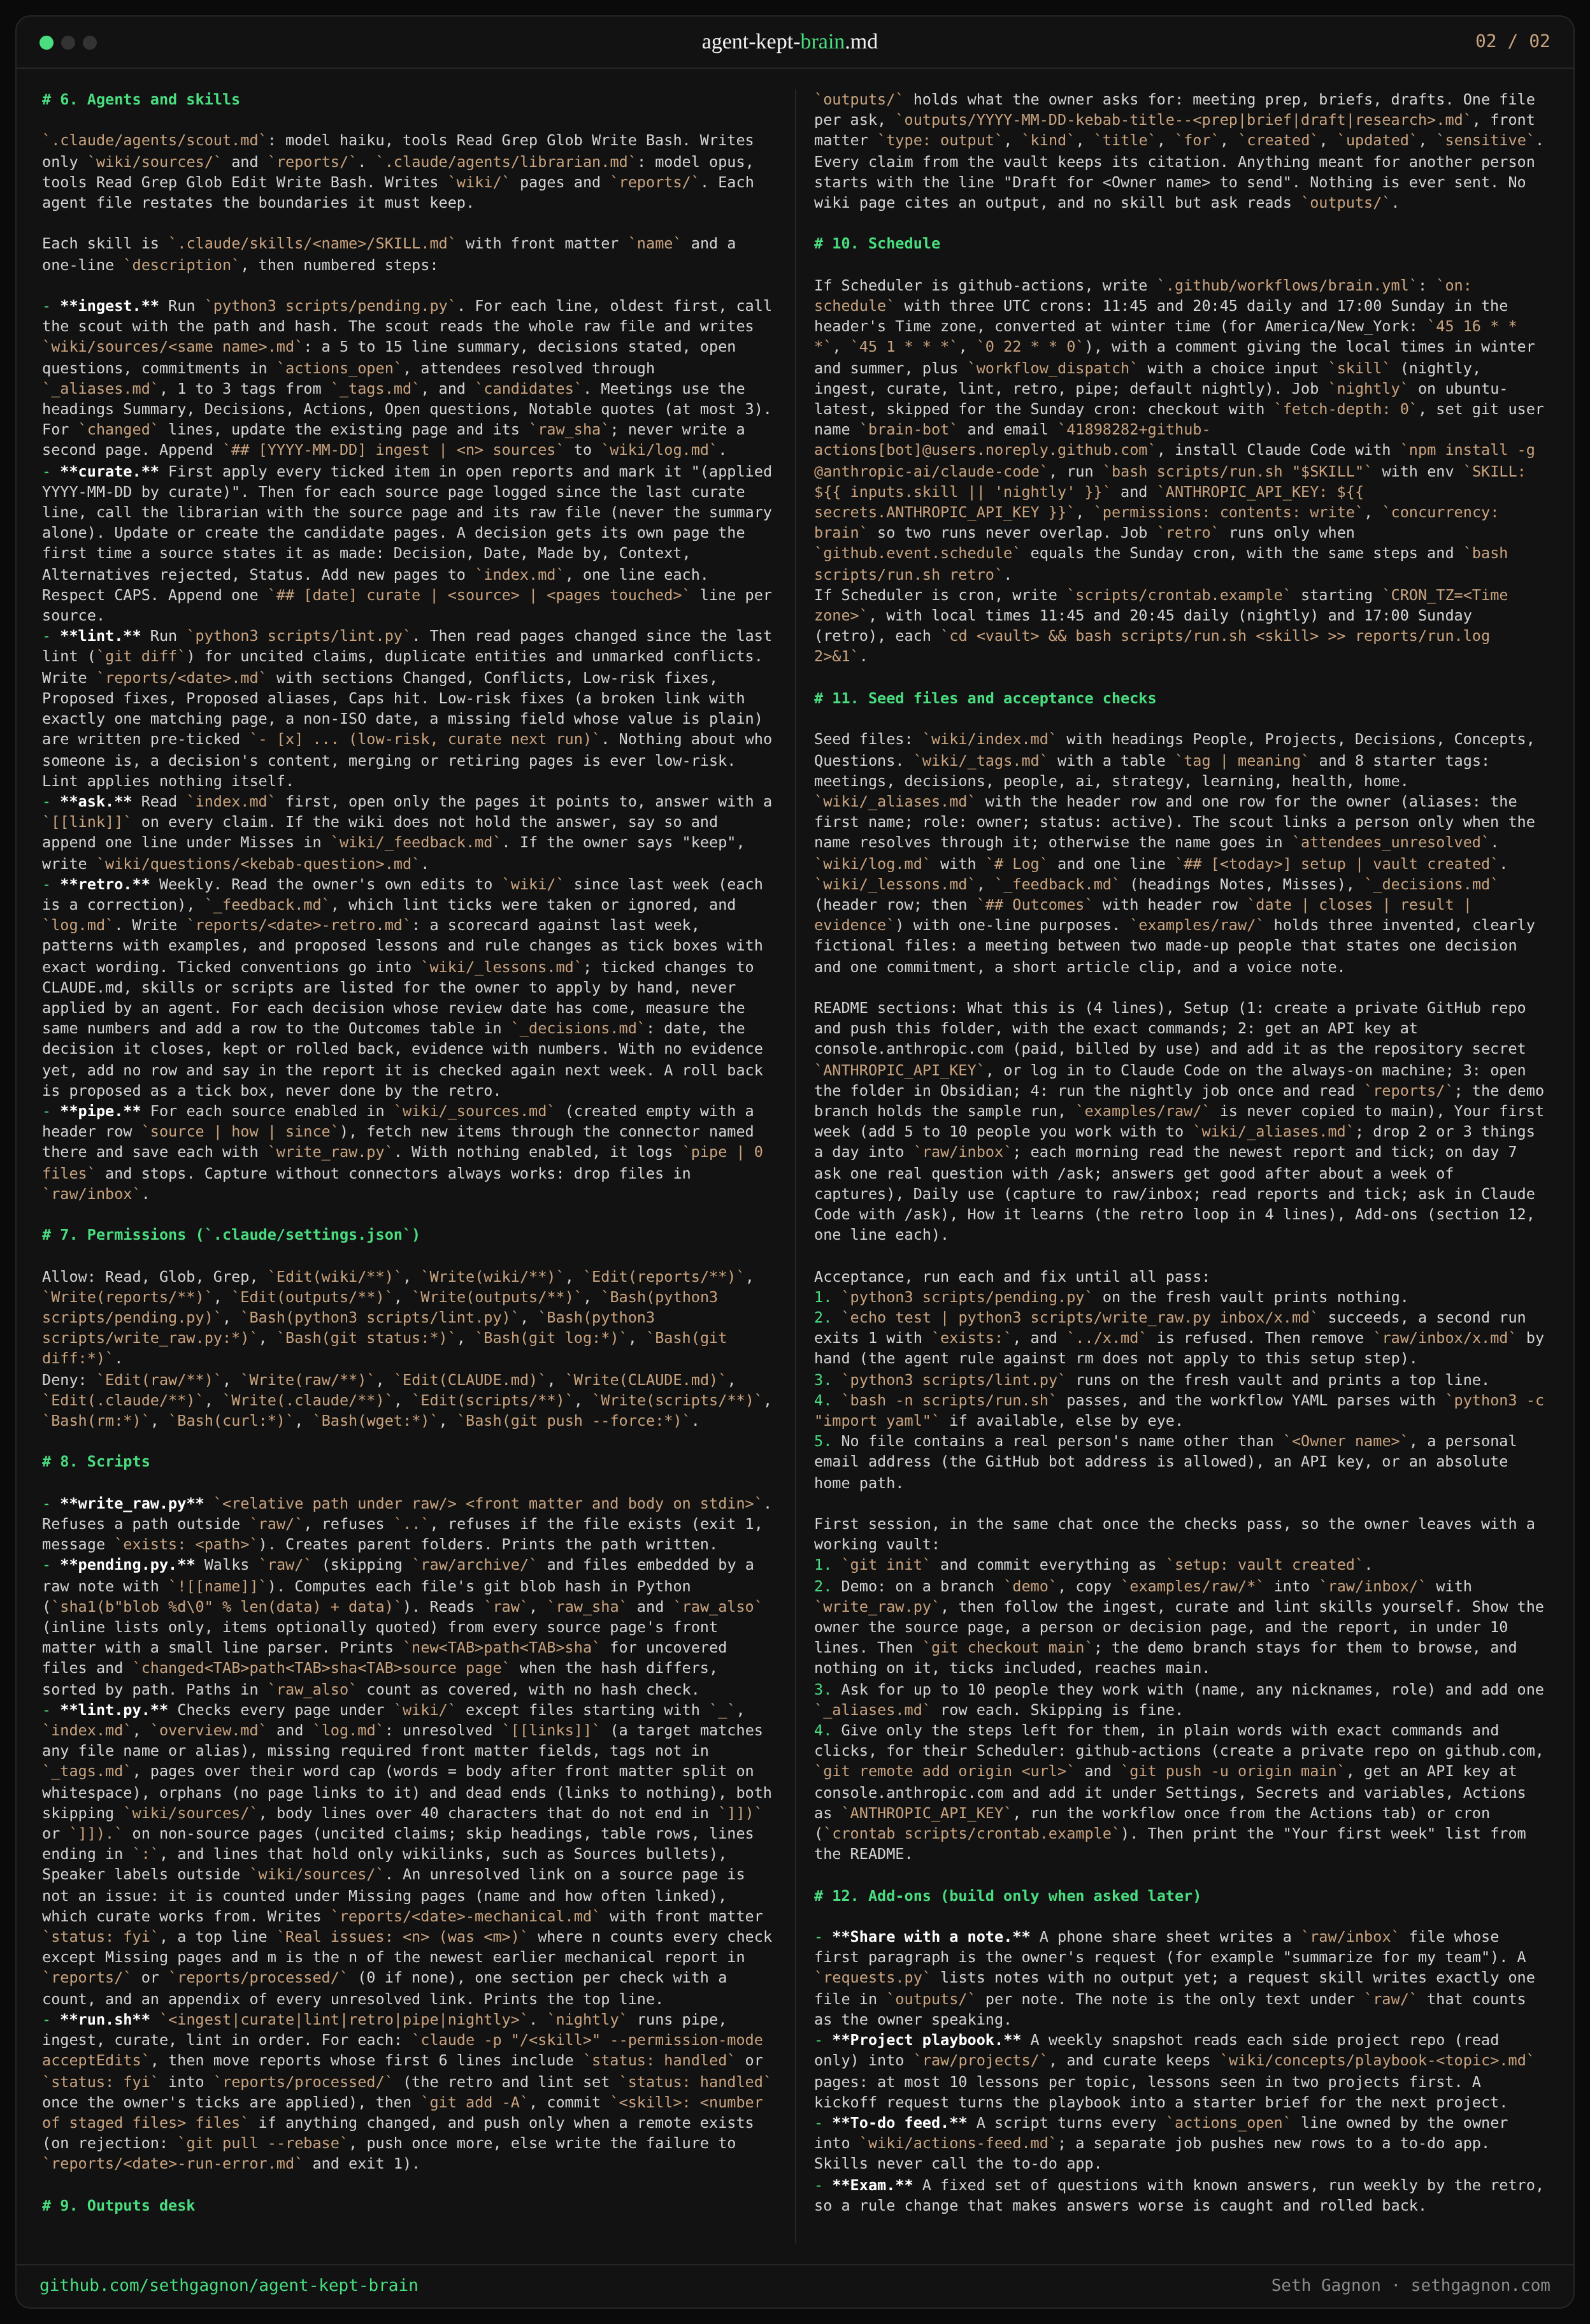 agent-kept-brain.md
02 / 02
# 6. Agents and skills
`.claude/agents/scout.md`: model haiku, tools Read Grep Glob Write Bash. Writes
only `wiki/sources/` and `reports/`. `.claude/agents/librarian.md`: model opus,
tools Read Grep Glob Edit Write Bash. Writes `wiki/` pages and `reports/`. Each
agent file restates the boundaries it must keep.
Each skill is `.claude/skills/<name>/SKILL.md` with front matter `name` and a
one-line `description`, then numbered steps:
- **ingest.** Run `python3 scripts/pending.py`. For each line, oldest first, call
the scout with the path and hash. The scout reads the whole raw file and writes
`wiki/sources/<same name>.md`: a 5 to 15 line summary, decisions stated, open
questions, commitments in `actions_open`, attendees resolved through
`_aliases.md`, 1 to 3 tags from `_tags.md`, and `candidates`. Meetings use the
headings Summary, Decisions, Actions, Open questions, Notable quotes (at most 3).
For `changed` lines, update the existing page and its `raw_sha`; never write a
second page. Append `## [YYYY-MM-DD] ingest | <n> sources` to `wiki/log.md`.
- **curate.** First apply every ticked item in open reports and mark it "(applied
YYYY-MM-DD by curate)". Then for each source page logged since the last curate
line, call the librarian with the source page and its raw file (never the summary
alone). Update or create the candidate pages. A decision gets its own page the
first time a source states it as made: Decision, Date, Made by, Context,
Alternatives rejected, Status. Add new pages to `index.md`, one line each.
Respect CAPS. Append one `## [date] curate | <source> | <pages touched>` line per
source.
- **lint.** Run `python3 scripts/lint.py`. Then read pages changed since the last
lint (`git diff`) for uncited claims, duplicate entities and unmarked conflicts.
Write `reports/<date>.md` with sections Changed, Conflicts, Low-risk fixes,
Proposed fixes, Proposed aliases, Caps hit. Low-risk fixes (a broken link with
exactly one matching page, a non-ISO date, a missing field whose value is plain)
are written pre-ticked `- [x] ... (low-risk, curate next run)`. Nothing about who
someone is, a decision's content, merging or retiring pages is ever low-risk.
Lint applies nothing itself.
- **ask.** Read `index.md` first, open only the pages it points to, answer with a
`[[link]]` on every claim. If the wiki does not hold the answer, say so and
append one line under Misses in `wiki/_feedback.md`. If the owner says "keep",
write `wiki/questions/<kebab-question>.md`.
- **retro.** Weekly. Read the owner's own edits to `wiki/` since last week (each
is a correction), `_feedback.md`, which lint ticks were taken or ignored, and
`log.md`. Write `reports/<date>-retro.md`: a scorecard against last week,
patterns with examples, and proposed lessons and rule changes as tick boxes with
exact wording. Ticked conventions go into `wiki/_lessons.md`; ticked changes to
CLAUDE.md, skills or scripts are listed for the owner to apply by hand, never
applied by an agent. For each decision whose review date has come, measure the
same numbers and add a row to the Outcomes table in `_decisions.md`: date, the
decision it closes, kept or rolled back, evidence with numbers. With no evidence
yet, add no row and say in the report it is checked again next week. A roll back
is proposed as a tick box, never done by the retro.
- **pipe.** For each source enabled in `wiki/_sources.md` (created empty with a
header row `source | how | since`), fetch new items through the connector named
there and save each with `write_raw.py`. With nothing enabled, it logs `pipe | 0
files` and stops. Capture without connectors always works: drop files in
`raw/inbox`.
# 7. Permissions (`.claude/settings.json`)
Allow: Read, Glob, Grep, `Edit(wiki/**)`, `Write(wiki/**)`, `Edit(reports/**)`,
`Write(reports/**)`, `Edit(outputs/**)`, `Write(outputs/**)`, `Bash(python3
scripts/pending.py)`, `Bash(python3 scripts/lint.py)`, `Bash(python3
scripts/write_raw.py:*)`, `Bash(git status:*)`, `Bash(git log:*)`, `Bash(git
diff:*)`.
Deny: `Edit(raw/**)`, `Write(raw/**)`, `Edit(CLAUDE.md)`, `Write(CLAUDE.md)`,
`Edit(.claude/**)`, `Write(.claude/**)`, `Edit(scripts/**)`, `Write(scripts/**)`,
`Bash(rm:*)`, `Bash(curl:*)`, `Bash(wget:*)`, `Bash(git push --force:*)`.
# 8. Scripts
- **write_raw.py** `<relative path under raw/> <front matter and body on stdin>`.
Refuses a path outside `raw/`, refuses `..`, refuses if the file exists (exit 1,
message `exists: <path>`). Creates parent folders. Prints the path written.
- **pending.py.** Walks `raw/` (skipping `raw/archive/` and files embedded by a
raw note with `![[name]]`). Computes each file's git blob hash in Python
(`sha1(b"blob %d\0" % len(data) + data)`). Reads `raw`, `raw_sha` and `raw_also`
(inline lists only, items optionally quoted) from every source page's front
matter with a small line parser. Prints `new<TAB>path<TAB>sha` for uncovered
files and `changed<TAB>path<TAB>sha<TAB>source page` when the hash differs,
sorted by path. Paths in `raw_also` count as covered, with no hash check.
- **lint.py.** Checks every page under `wiki/` except files starting with `_`,
`index.md`, `overview.md` and `log.md`: unresolved `[[links]]` (a target matches
any file name or alias), missing required front matter fields, tags not in
`_tags.md`, pages over their word cap (words = body after front matter split on
whitespace), orphans (no page links to it) and dead ends (links to nothing), both
skipping `wiki/sources/`, body lines over 40 characters that do not end in `]])`
or `]]).` on non-source pages (uncited claims; skip headings, table rows, lines
ending in `:`, and lines that hold only wikilinks, such as Sources bullets),
Speaker labels outside `wiki/sources/`. An unresolved link on a source page is
not an issue: it is counted under Missing pages (name and how often linked),
which curate works from. Writes `reports/<date>-mechanical.md` with front matter
`status: fyi`, a top line `Real issues: <n> (was <m>)` where n counts every check
except Missing pages and m is the n of the newest earlier mechanical report in
`reports/` or `reports/processed/` (0 if none), one section per check with a
count, and an appendix of every unresolved link. Prints the top line.
- **run.sh** `<ingest|curate|lint|retro|pipe|nightly>`. `nightly` runs pipe,
ingest, curate, lint in order. For each: `claude -p "/<skill>" --permission-mode
acceptEdits`, then move reports whose first 6 lines include `status: handled` or
`status: fyi` into `reports/processed/` (the retro and lint set `status: handled`
once the owner's ticks are applied), then `git add -A`, commit `<skill>: <number
of staged files> files` if anything changed, and push only when a remote exists
(on rejection: `git pull --rebase`, push once more, else write the failure to
`reports/<date>-run-error.md` and exit 1).
# 9. Outputs desk
`outputs/` holds what the owner asks for: meeting prep, briefs, drafts. One file
per ask, `outputs/YYYY-MM-DD-kebab-title--<prep|brief|draft|research>.md`, front
matter `type: output`, `kind`, `title`, `for`, `created`, `updated`, `sensitive`.
Every claim from the vault keeps its citation. Anything meant for another person
starts with the line "Draft for <Owner name> to send". Nothing is ever sent. No
wiki page cites an output, and no skill but ask reads `outputs/`.
# 10. Schedule
If Scheduler is github-actions, write `.github/workflows/brain.yml`: `on:
schedule` with three UTC crons: 11:45 and 20:45 daily and 17:00 Sunday in the
header's Time zone, converted at winter time (for America/New_York: `45 16 * *
*`, `45 1 * * *`, `0 22 * * 0`), with a comment giving the local times in winter
and summer, plus `workflow_dispatch` with a choice input `skill` (nightly,
ingest, curate, lint, retro, pipe; default nightly). Job `nightly` on ubuntu-
latest, skipped for the Sunday cron: checkout with `fetch-depth: 0`, set git user
name `brain-bot` and email `41898282+github-
actions[bot]@users.noreply.github.com`, install Claude Code with `npm install -g
@anthropic-ai/claude-code`, run `bash scripts/run.sh "$SKILL"` with env `SKILL:
${{ inputs.skill || 'nightly' }}` and `ANTHROPIC_API_KEY: ${{
secrets.ANTHROPIC_API_KEY }}`, `permissions: contents: write`, `concurrency:
brain` so two runs never overlap. Job `retro` runs only when
`github.event.schedule` equals the Sunday cron, with the same steps and `bash
scripts/run.sh retro`.
If Scheduler is cron, write `scripts/crontab.example` starting `CRON_TZ=<Time
zone>`, with local times 11:45 and 20:45 daily (nightly) and 17:00 Sunday
(retro), each `cd <vault> && bash scripts/run.sh <skill> >> reports/run.log
2>&1`.
# 11. Seed files and acceptance checks
Seed files: `wiki/index.md` with headings People, Projects, Decisions, Concepts,
Questions. `wiki/_tags.md` with a table `tag | meaning` and 8 starter tags:
meetings, decisions, people, ai, strategy, learning, health, home.
`wiki/_aliases.md` with the header row and one row for the owner (aliases: the
first name; role: owner; status: active). The scout links a person only when the
name resolves through it; otherwise the name goes in `attendees_unresolved`.
`wiki/log.md` with `# Log` and one line `## [<today>] setup | vault created`.
`wiki/_lessons.md`, `_feedback.md` (headings Notes, Misses), `_decisions.md`
(header row; then `## Outcomes` with header row `date | closes | result |
evidence`) with one-line purposes. `examples/raw/` holds three invented, clearly
fictional files: a meeting between two made-up people that states one decision
and one commitment, a short article clip, and a voice note.
README sections: What this is (4 lines), Setup (1: create a private GitHub repo
and push this folder, with the exact commands; 2: get an API key at
console.anthropic.com (paid, billed by use) and add it as the repository secret
`ANTHROPIC_API_KEY`, or log in to Claude Code on the always-on machine; 3: open
the folder in Obsidian; 4: run the nightly job once and read `reports/`; the demo
branch holds the sample run, `examples/raw/` is never copied to main), Your first
week (add 5 to 10 people you work with to `wiki/_aliases.md`; drop 2 or 3 things
a day into `raw/inbox`; each morning read the newest report and tick; on day 7
ask one real question with /ask; answers get good after about a week of
captures), Daily use (capture to raw/inbox; read reports and tick; ask in Claude
Code with /ask), How it learns (the retro loop in 4 lines), Add-ons (section 12,
one line each).
Acceptance, run each and fix until all pass:
1. `python3 scripts/pending.py` on the fresh vault prints nothing.
2. `echo test | python3 scripts/write_raw.py inbox/x.md` succeeds, a second run
exits 1 with `exists:`, and `../x.md` is refused. Then remove `raw/inbox/x.md` by
hand (the agent rule against rm does not apply to this setup step).
3. `python3 scripts/lint.py` runs on the fresh vault and prints a top line.
4. `bash -n scripts/run.sh` passes, and the workflow YAML parses with `python3 -c
"import yaml"` if available, else by eye.
5. No file contains a real person's name other than `<Owner name>`, a personal
email address (the GitHub bot address is allowed), an API key, or an absolute
home path.
First session, in the same chat once the checks pass, so the owner leaves with a
working vault:
1. `git init` and commit everything as `setup: vault created`.
2. Demo: on a branch `demo`, copy `examples/raw/*` into `raw/inbox/` with
`write_raw.py`, then follow the ingest, curate and lint skills yourself. Show the
owner the source page, a person or decision page, and the report, in under 10
lines. Then `git checkout main`; the demo branch stays for them to browse, and
nothing on it, ticks included, reaches main.
3. Ask for up to 10 people they work with (name, any nicknames, role) and add one
`_aliases.md` row each. Skipping is fine.
4. Give only the steps left for them, in plain words with exact commands and
clicks, for their Scheduler: github-actions (create a private repo on github.com,
`git remote add origin <url>` and `git push -u origin main`, get an API key at
console.anthropic.com and add it under Settings, Secrets and variables, Actions
as `ANTHROPIC_API_KEY`, run the workflow once from the Actions tab) or cron
(`crontab scripts/crontab.example`). Then print the "Your first week" list from
the README.
# 12. Add-ons (build only when asked later)
- **Share with a note.** A phone share sheet writes a `raw/inbox` file whose
first paragraph is the owner's request (for example "summarize for my team"). A
`requests.py` lists notes with no output yet; a request skill writes exactly one
file in `outputs/` per note. The note is the only text under `raw/` that counts
as the owner speaking.
- **Project playbook.** A weekly snapshot reads each side project repo (read
only) into `raw/projects/`, and curate keeps `wiki/concepts/playbook-<topic>.md`
pages: at most 10 lessons per topic, lessons seen in two projects first. A
kickoff request turns the playbook into a starter brief for the next project.
- **To-do feed.** A script turns every `actions_open` line owned by the owner
into `wiki/actions-feed.md`; a separate job pushes new rows to a to-do app.
Skills never call the to-do app.
- **Exam.** A fixed set of questions with known answers, run weekly by the retro,
so a rule change that makes answers worse is caught and rolled back.
github.com/sethgagnon/agent-kept-brain
Seth Gagnon · sethgagnon.com